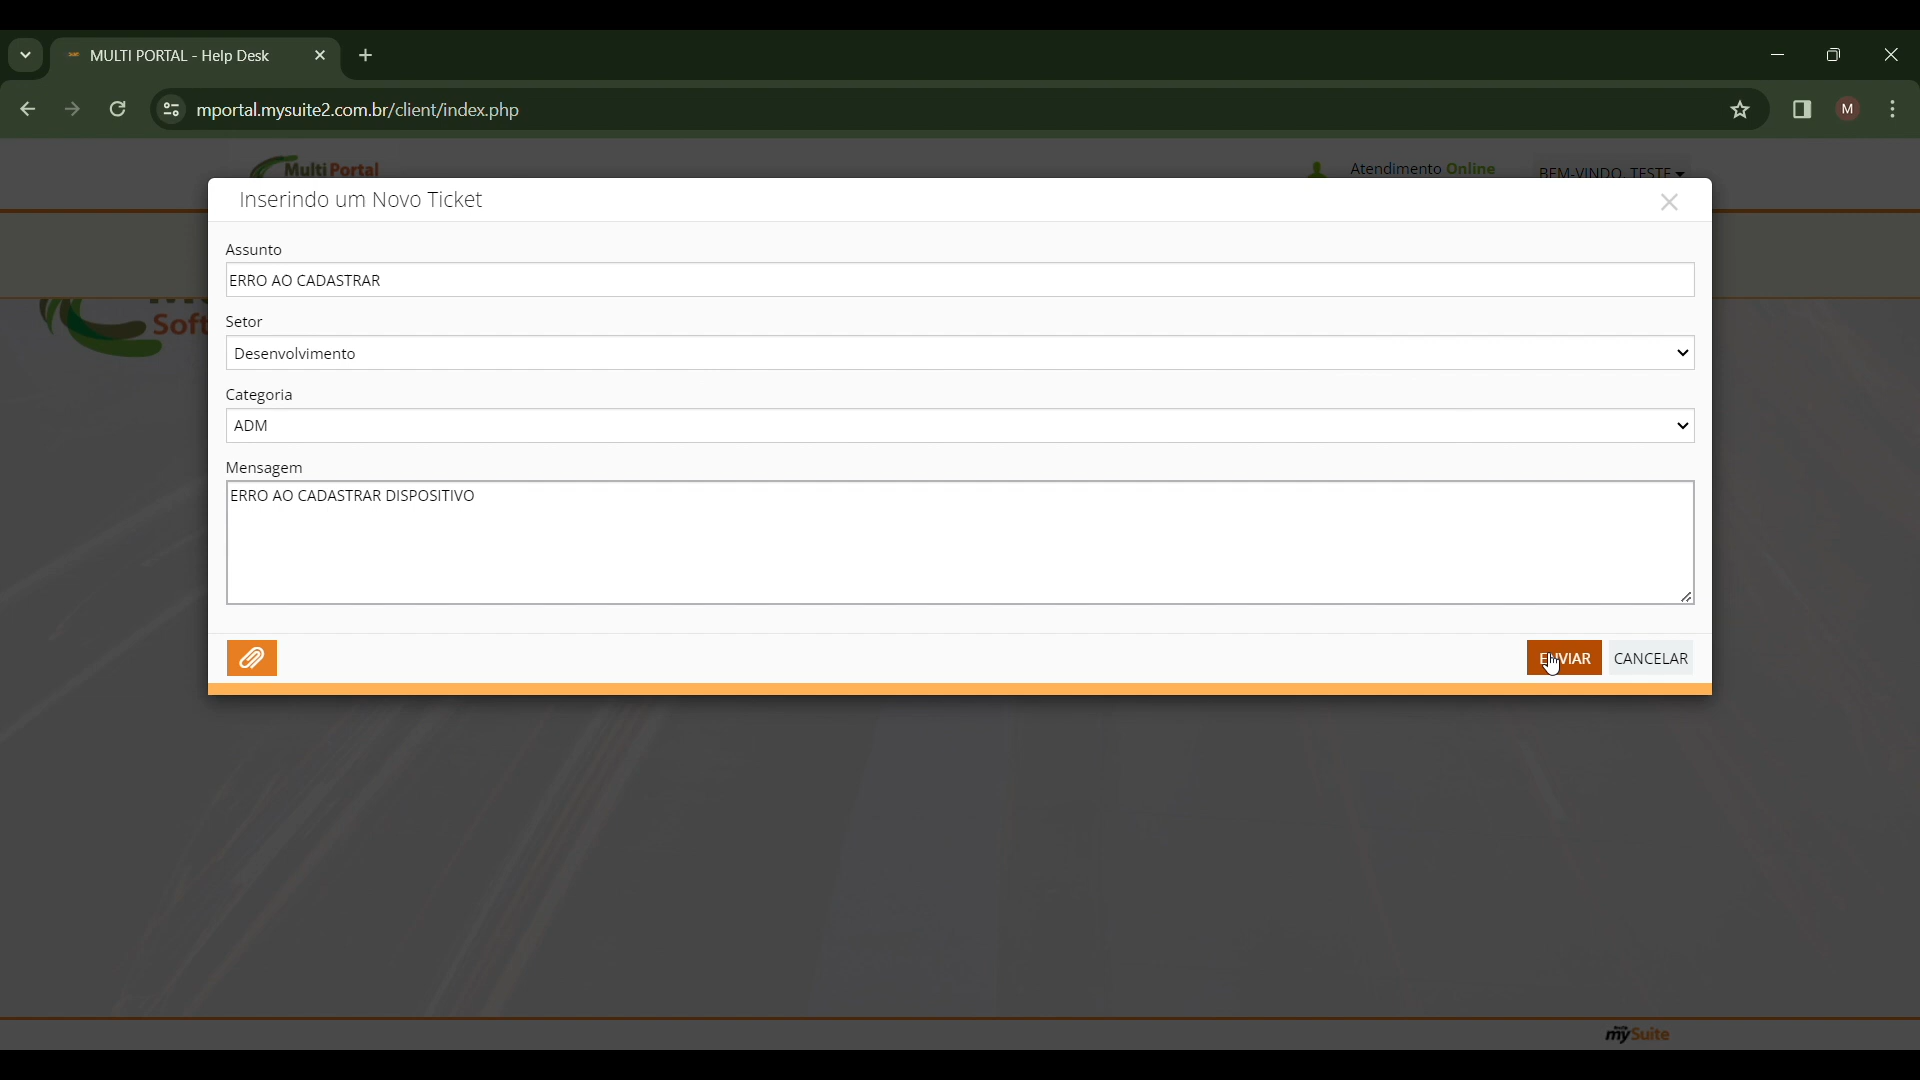 MULTI PORTAL - Help Desk
mportal.mysuite2.com.br/client/index.php
M
Multi Portal
Atendimento Online
BEM-VINDO, TESTE
Inserindo um Novo Ticket
Assunto
ERRO AO CADASTRAR
Soft
Setor
Desenvolvimento
Categoria
ADM
Mensagem
ERRO AO CADASTRAR DISPOSITIVO
ENVIAR
CANCELAR
mySuite